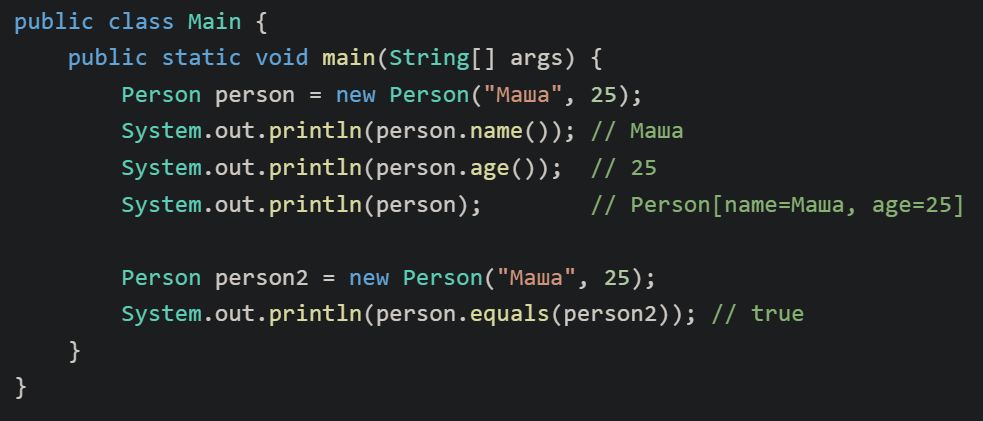 public class Main {
    public static void main(String[] args) {
        Person person = new Person("Маша", 25);
        System.out.println(person.name()); // Маша
        System.out.println(person.age());  // 25
        System.out.println(person);        // Person[name=Маша, age=25]

        Person person2 = new Person("Маша", 25);
        System.out.println(person.equals(person2)); // true
    }
}